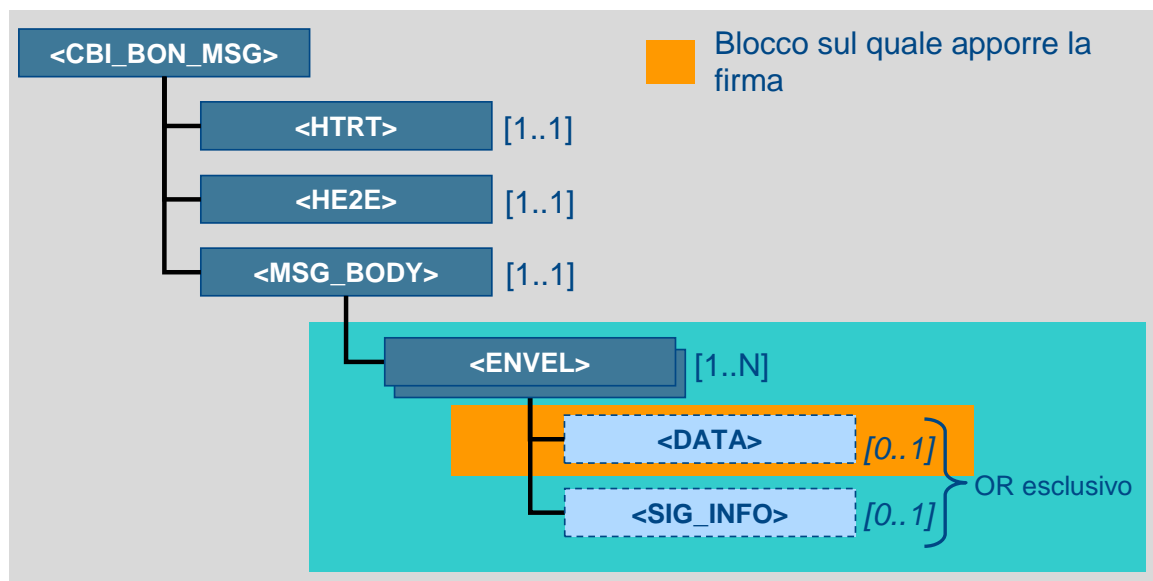 <CBI_BON_MSG>
Blocco sul quale apporre la
firma
<HTRT> [1..1]
<HE2E> [1..1]
<MSG_BODY> [1..1]
<ENVEL> [1..N]
<DATA> [0..1]
OR esclusivo
<SIG_INFO> [0..1]